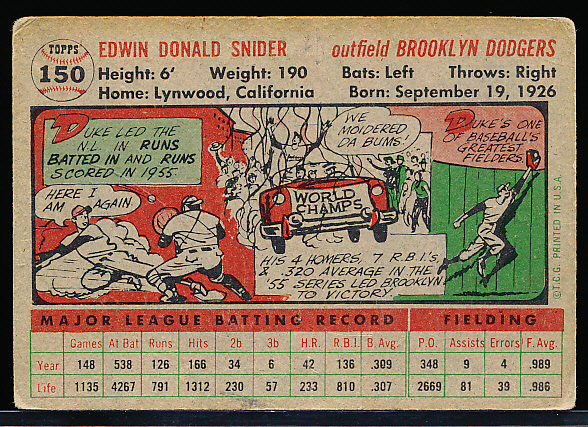 TOPPS
150
EDWIN DONALD SNIDER outfield BROOKLYN DODGERS
Height: 6' Weight: 190 Bats: Left Throws: Right
Home: Lynwood, California Born: September 19, 1926
DUKE LED THE
N.L. IN RUNS
BATTED IN AND RUNS
SCORED IN 1955.
HERE I
AM AGAIN
WE
MOIDERED
DA BUMS!
WORLD
CHAMPS
HIS 4 HOMERS, 7 R.B.I.'S,
& .320 AVERAGE IN THE
'55 SERIES LED BROOKLYN
TO VICTORY.
DUKE'S ONE
OF BASEBALL'S
GREATEST
FIELDERS.
© T.C.G. PRINTED IN U.S.A.
MAJOR LEAGUE BATTING RECORD FIELDING
Games At Bat Runs Hits 2b 3b H.R. R.B.I. B. Avg. P.O. Assists Errors F. Avg.
Year 148 538 126 166 34 6 42 136 .309 348 9 4 .989
Life 1135 4267 791 1312 230 57 233 810 .307 2669 81 39 .986